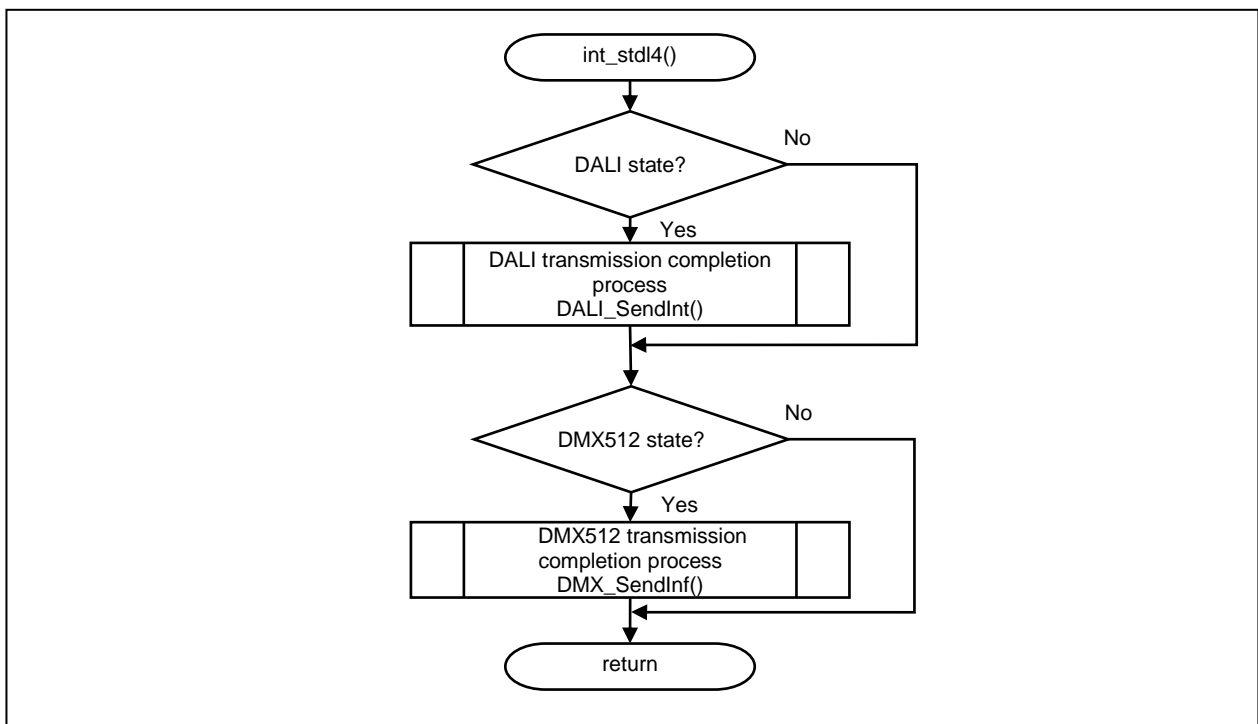 int_stdl4()
DALI state?
No
Yes
DALI transmission completion
process
DALI_SendInt()
DMX512 state?
No
Yes
DMX512 transmission
completion process
DMX_SendInf()
return